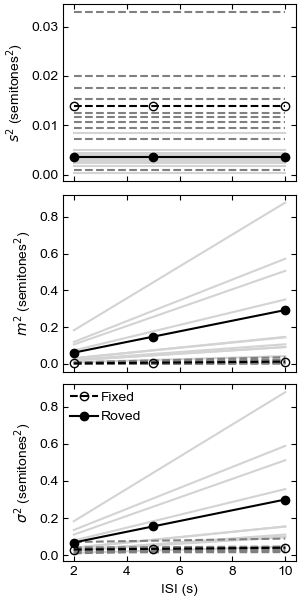 s² (semitones²)
0.03
0.02
0.01
0.00
m² (semitones²)
0.8
0.6
0.4
0.2
0.0
σ² (semitones²)
0.8
0.6
0.4
0.2
0.0
Fixed
Roved
2 4 6 8 10
ISI (s)